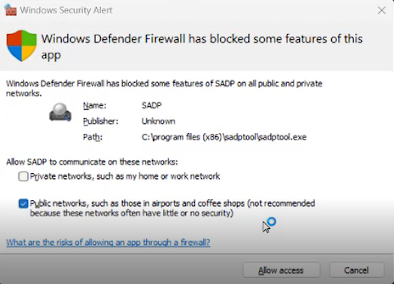 Windows Security Alert
Windows Defender Firewall has blocked some features of this
app
Windows Defender Firewall has blocked some features of SADP on all public and private
networks.
Name: SADP
Publisher: Unknown
Path: C:\program files (x86)\sadptool\sadptool.exe
Allow SADP to communicate on these networks:
Private networks, such as my home or work network
Public networks, such as those in airports and coffee shops (not recommended
because these networks often have little or no security)
What are the risks of allowing an app through a firewall?
Allow access Cancel